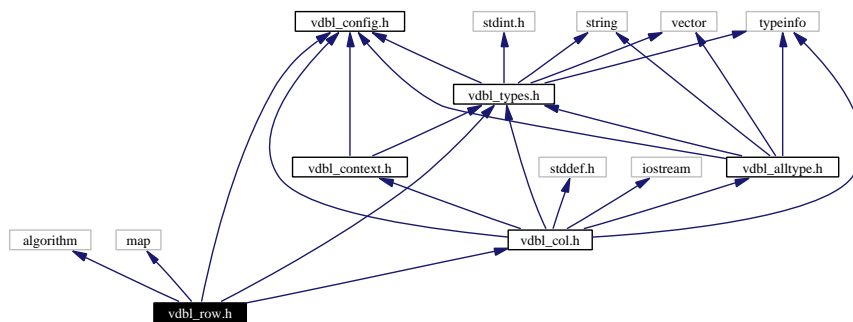 vdbl_config.h
stdint.h
string
vector
typeinfo
vdbl_types.h
vdbl_context.h
stddef.h
iostream
vdbl_alltype.h
algorithm
map
vdbl_col.h
vdbl_row.h